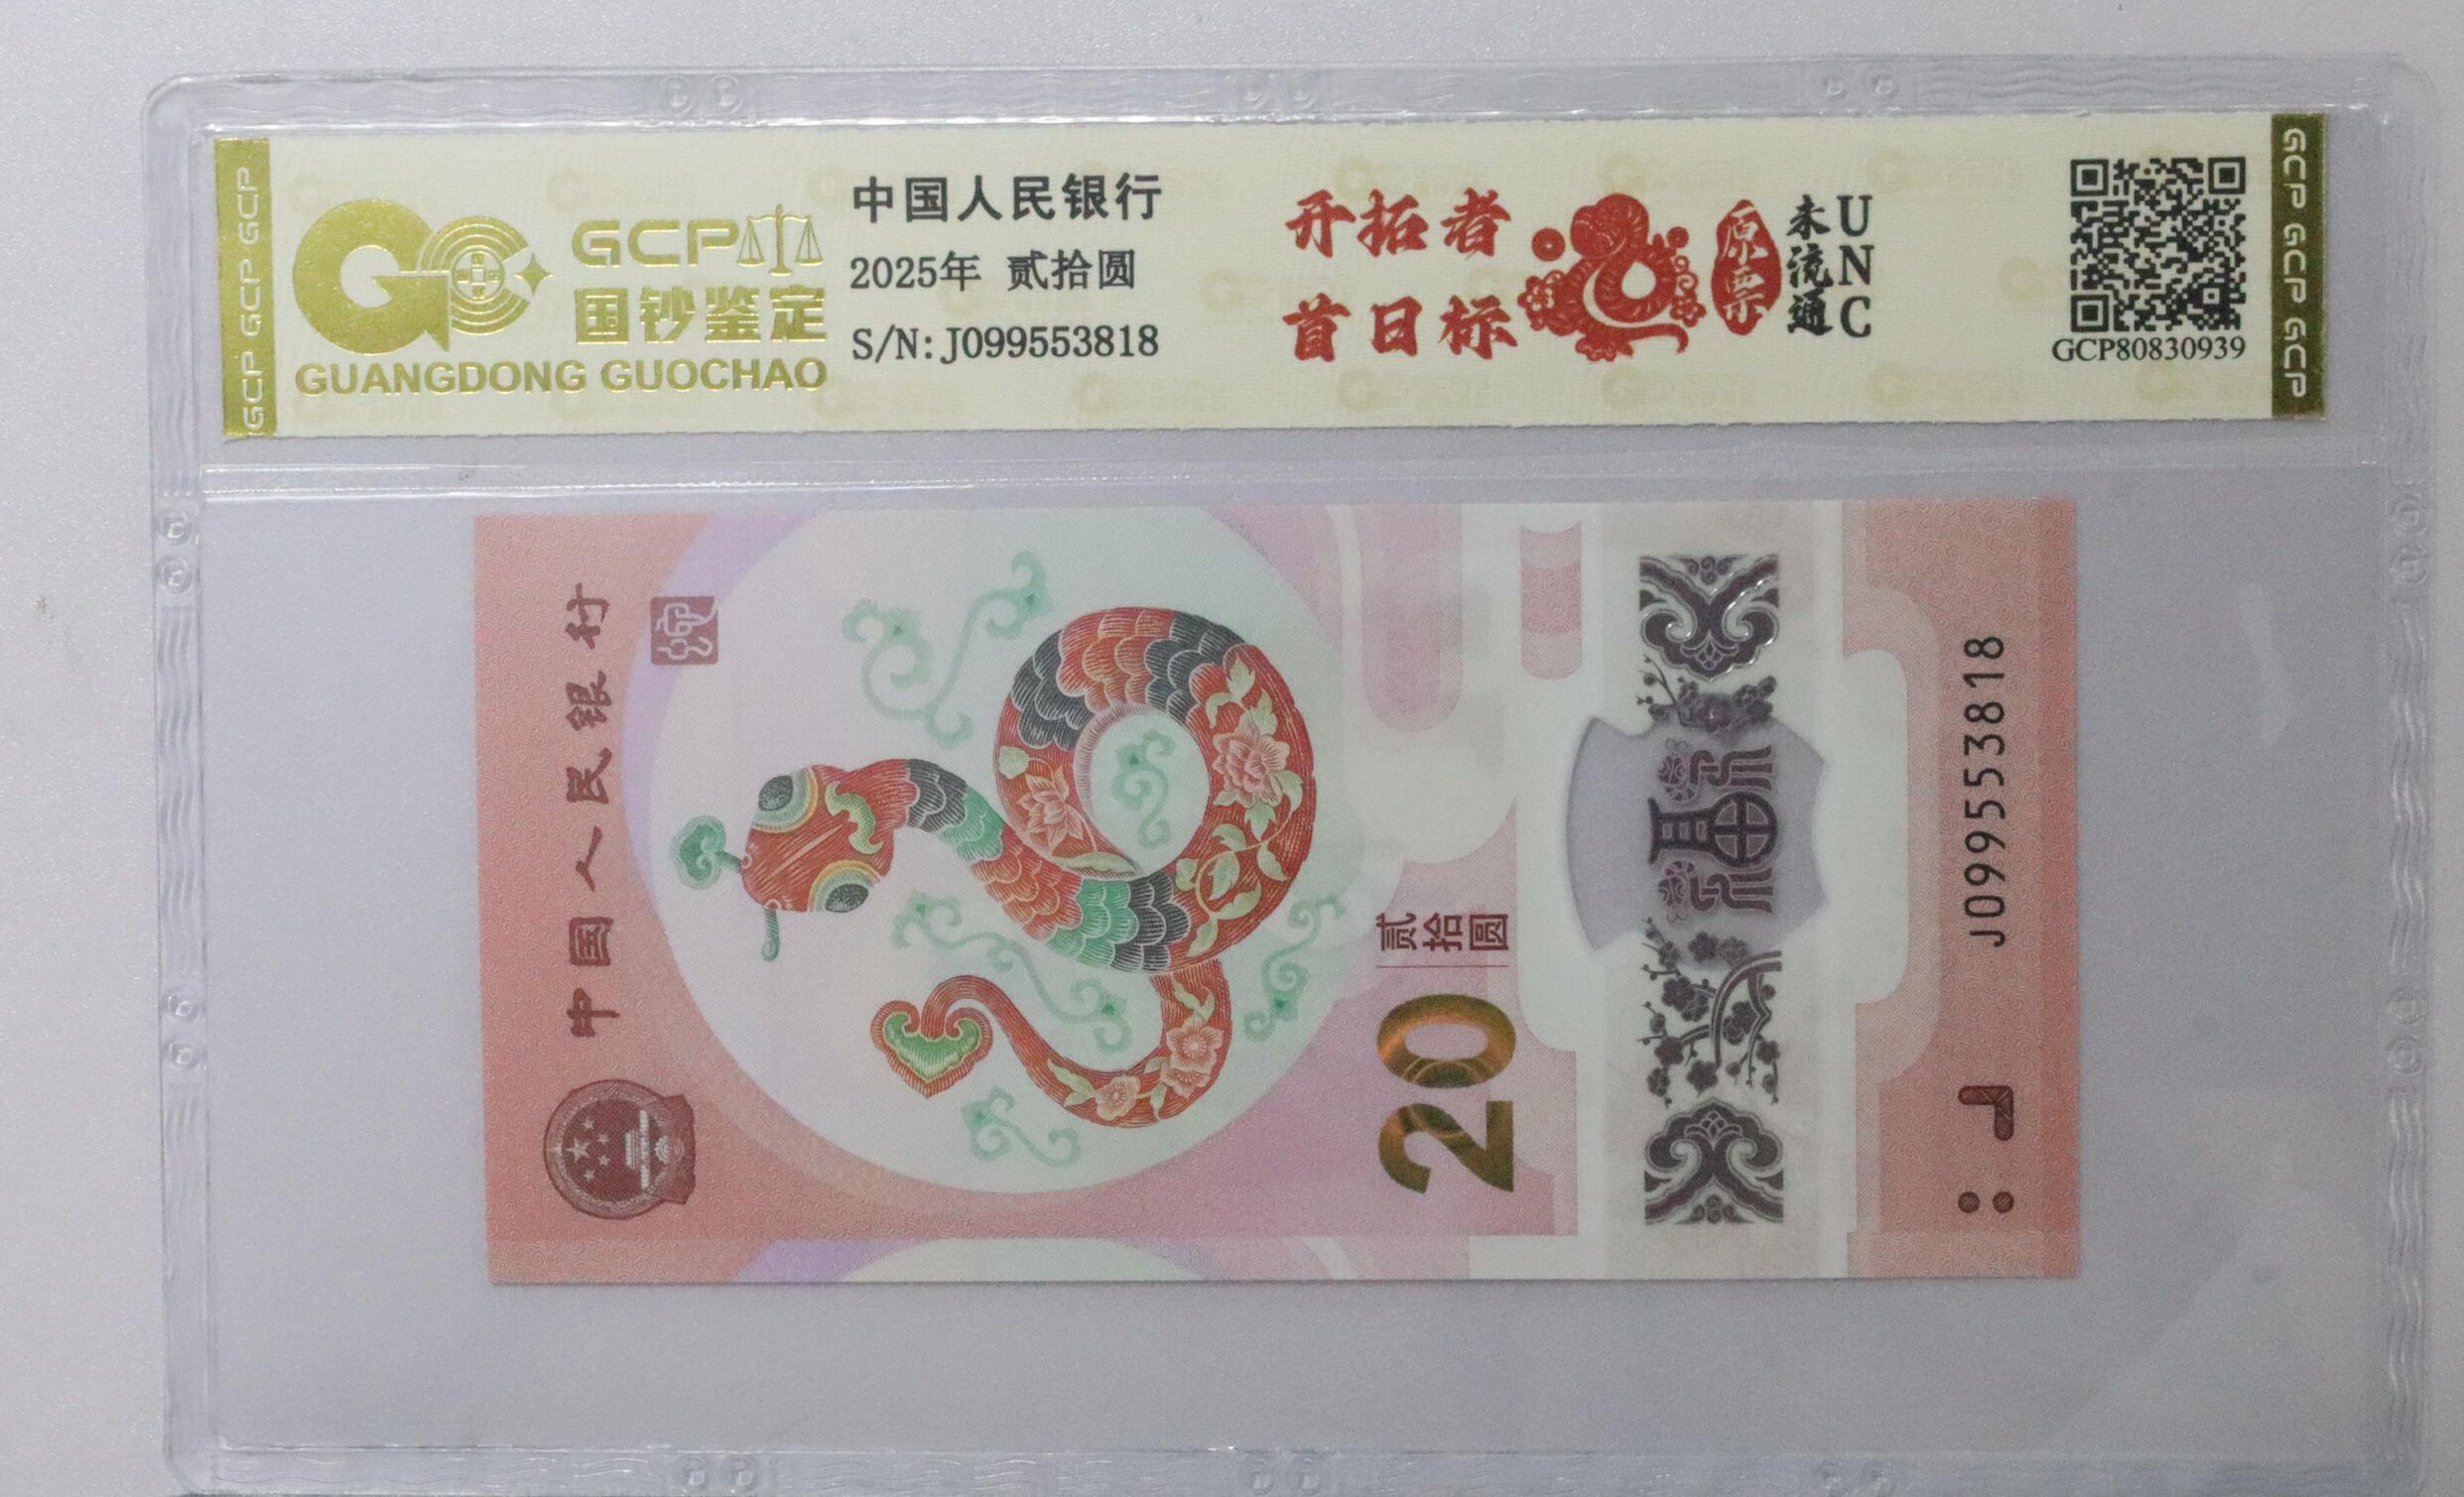 GCP GCP GCP
GCP
国钞鉴定
GUANGDONG GUOCHAO
中国人民银行
2025年 贰拾圆
S/N:J099553818
开拓者
首日标
原票
未流通
UNC
GCP80830939
GCP GCP GCP
中国人民银行
贰拾圆
20
福
J099553818